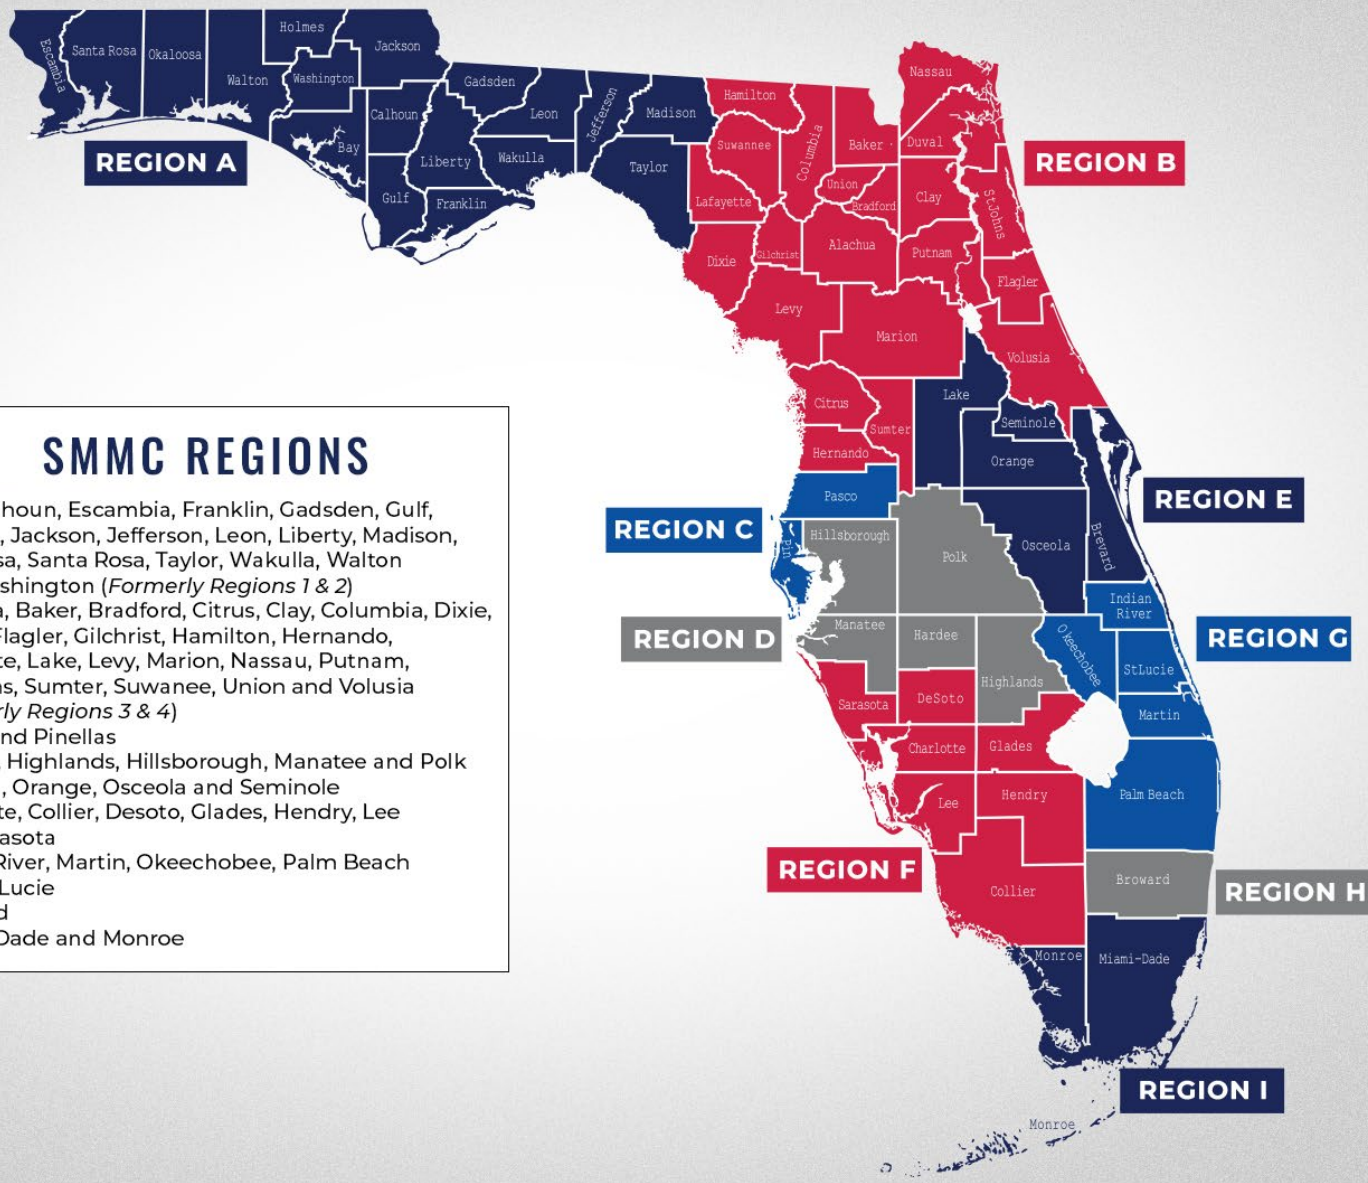 Holmes
Jackson
Escambia
Santa Rosa
Okaloosa
Walton
Washington
Gadsden
Calhoun
Leon
Jefferson
Madison
Bay
Liberty
Wakulla
Taylor
Gulf
Franklin
REGION A
Nassau
Hamilton
Suwannee
Columbia
Baker
Duval
REGION B
Union
Bradford
Clay
StJohns
Lafayette
Dixie
Gilchrist
Alachua
Putnam
Flagler
Levy
Marion
Volusia
Citrus
Sumter
Lake
Seminole
Hernando
Orange
Pasco
REGION C
REGION E
Pin
Hillsborough
Polk
Osceola
Brevard
Indian
River
REGION D
Manatee
Hardee
Highlands
Okeechobee
StLucie
REGION G
Sarasota
DeSoto
Martin
Charlotte
Glades
Lee
Hendry
Palm Beach
REGION F
Collier
Broward
REGION H
Monroe
Miami-Dade
REGION I
Monroe
SMMC REGIONS
houn, Escambia, Franklin, Gadsden, Gulf,
, Jackson, Jefferson, Leon, Liberty, Madison,
sa, Santa Rosa, Taylor, Wakulla, Walton
shington (Formerly Regions 1 & 2)
a, Baker, Bradford, Citrus, Clay, Columbia, Dixie,
Flagler, Gilchrist, Hamilton, Hernando,
te, Lake, Levy, Marion, Nassau, Putnam,
ns, Sumter, Suwanee, Union and Volusia
rly Regions 3 & 4)
nd Pinellas
, Highlands, Hillsborough, Manatee and Polk
, Orange, Osceola and Seminole
te, Collier, Desoto, Glades, Hendry, Lee
asota
River, Martin, Okeechobee, Palm Beach
Lucie
d
Dade and Monroe